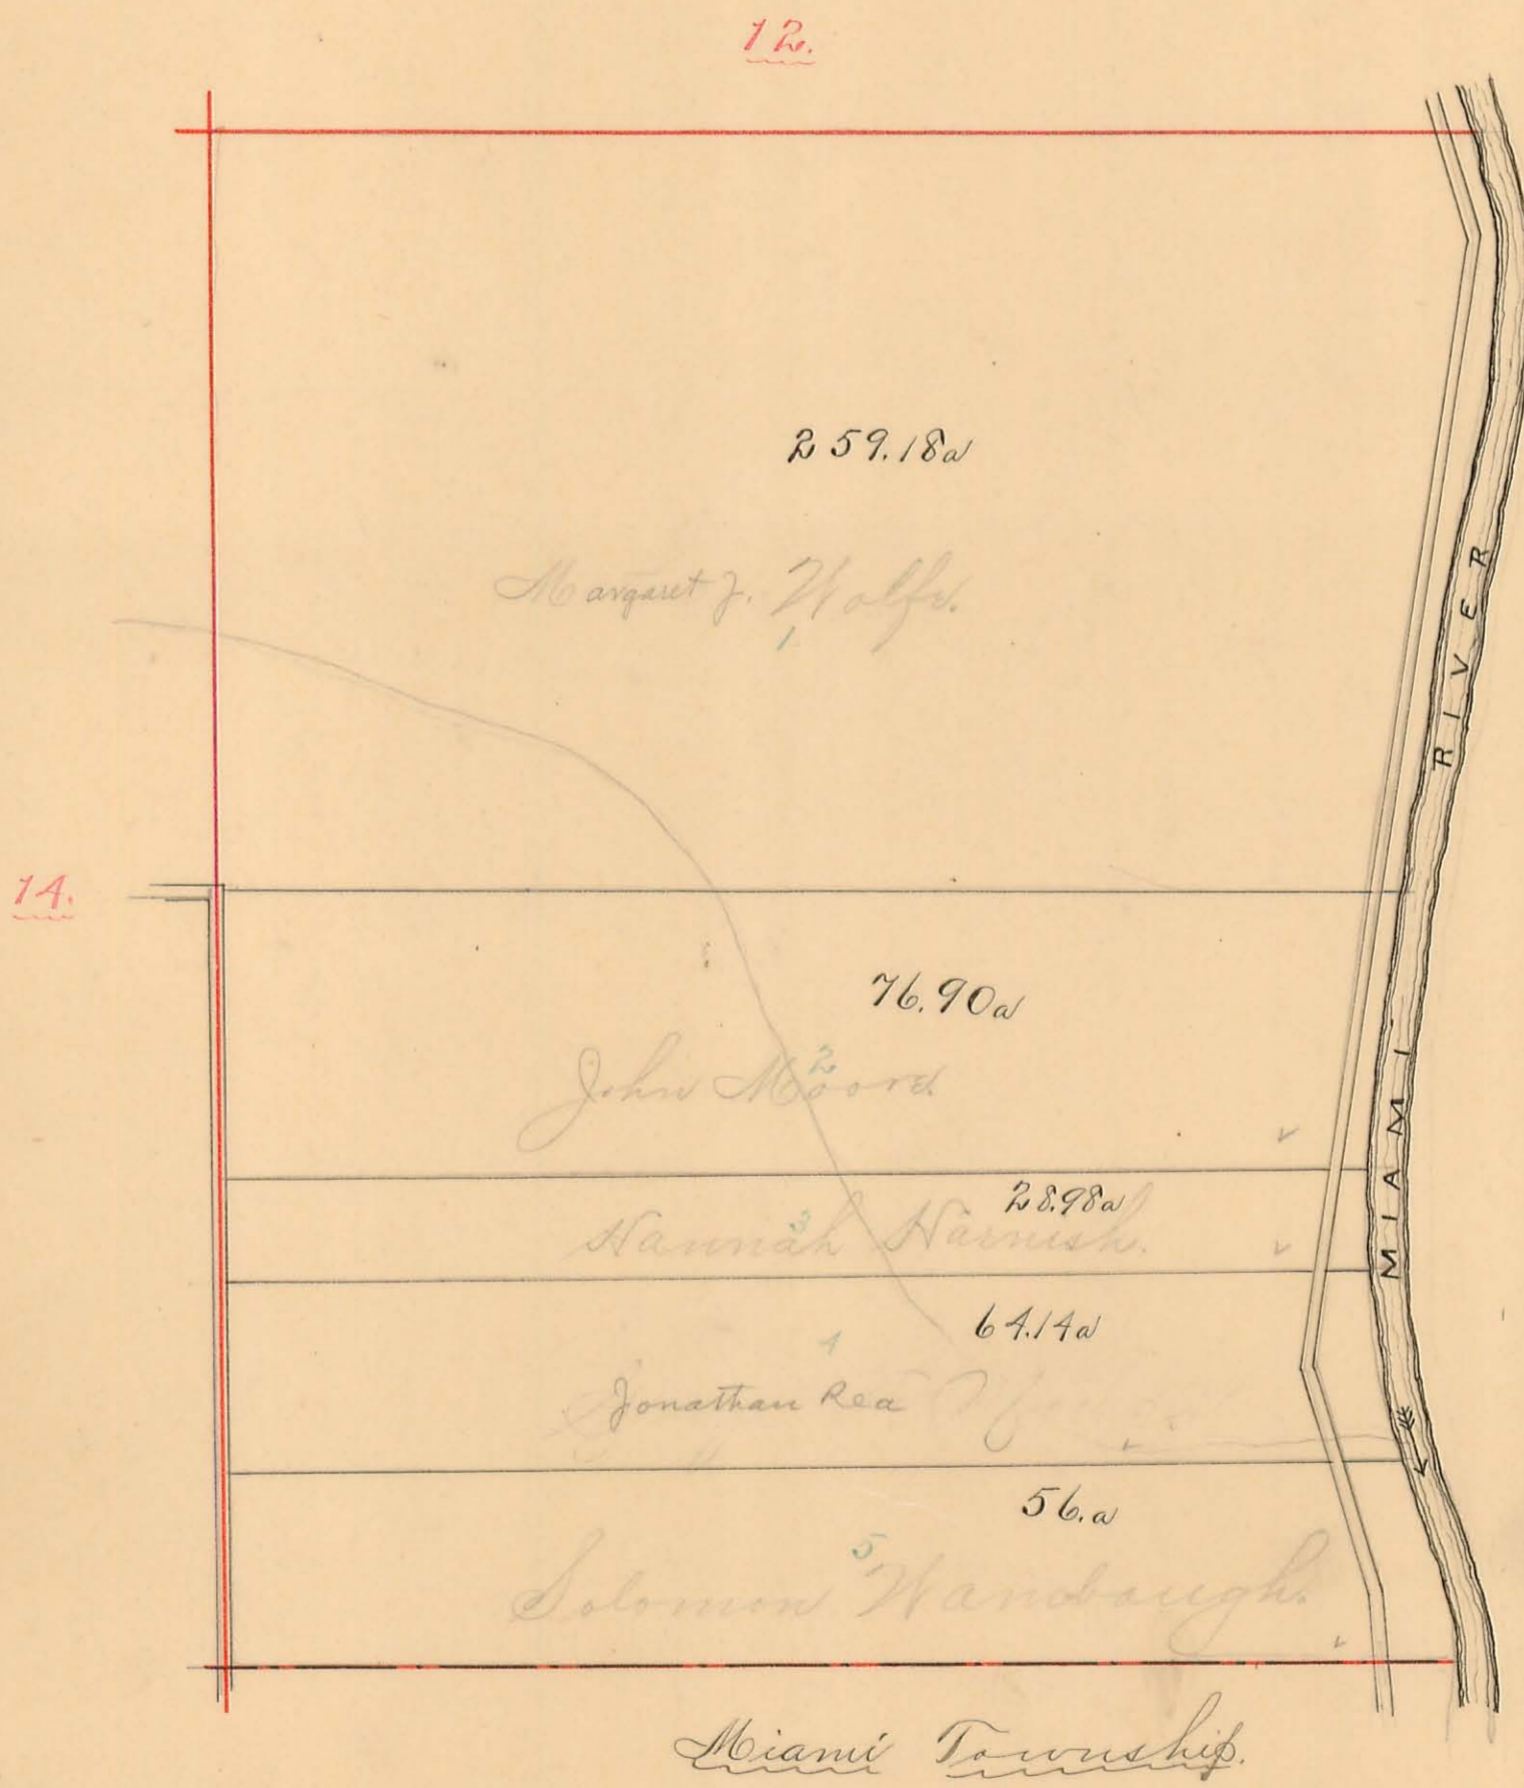 12.
259.18a
Margaret J. Wolfe.
1
RIVER
14.
76.90a
2
John Moore.
28.98a
3
Hannah Harnish.
64.14a
4
Jonathan Rea
MIAMI
56.a
5
Solomon Wambaugh.
Miami Township.